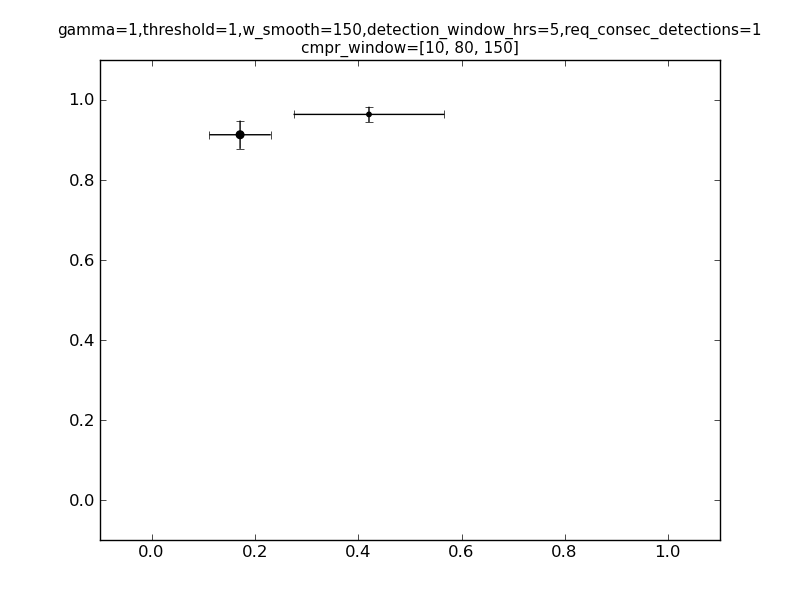 gamma=1,threshold=1,w_smooth=150,detection_window_hrs=5,req_consec_detections=1
cmpr_window=[10, 80, 150]
1.0
0.8
0.6
0.4
0.2
0.0
0.0 0.2 0.4 0.6 0.8 1.0